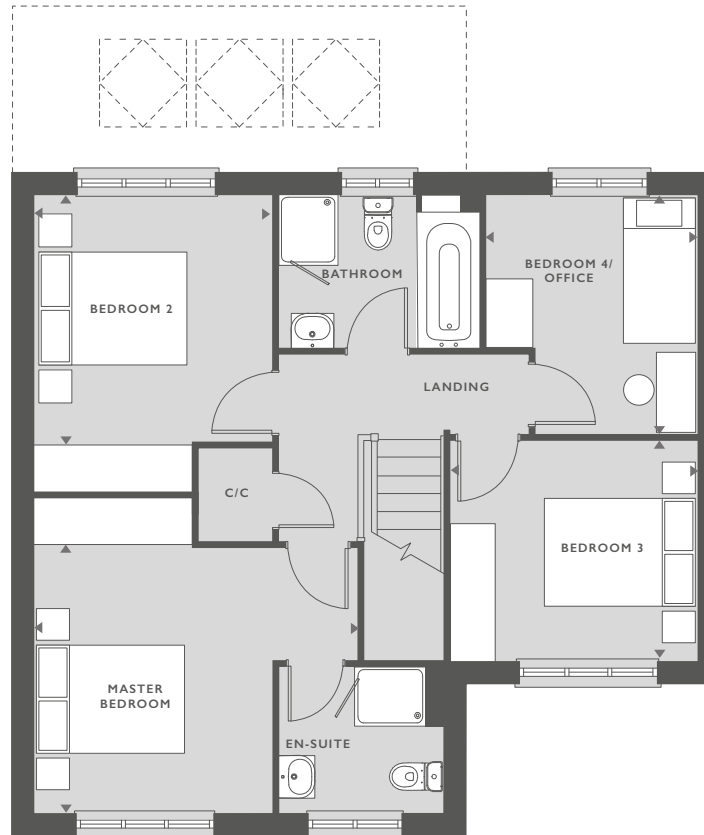 BEDROOM 2
BATHROOM
BEDROOM 4/
OFFICE
LANDING
C/C
BEDROOM 3
MASTER
BEDROOM
EN-SUITE